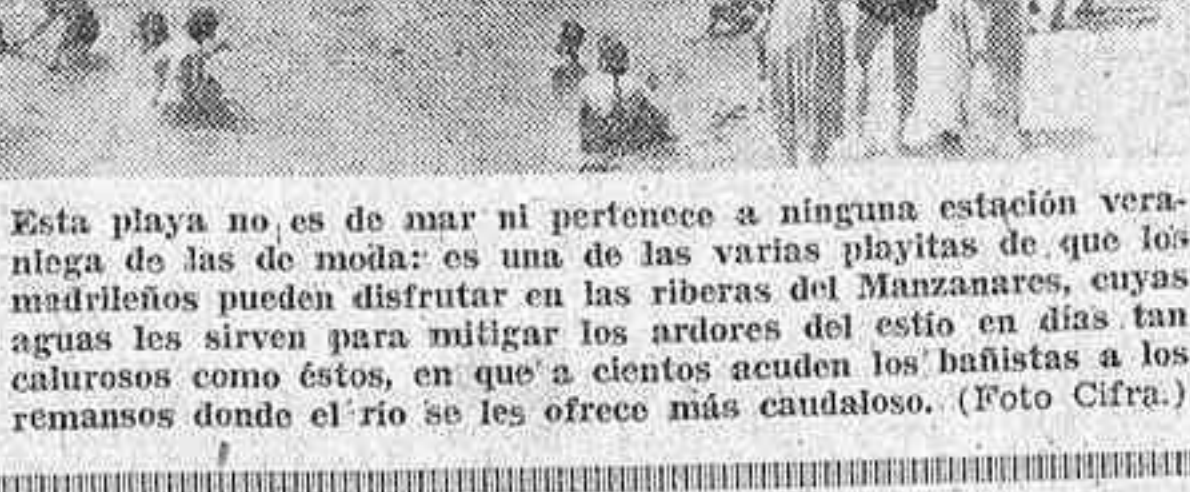 Esta playa no es de mar ni pertenece a ninguna estación vera-
niega de las de moda: es una de las varias playitas de que los
madrileños pueden disfrutar en las riberas del Manzanares, cuyas
aguas les sirven para mitigar los ardores del estío en días tan
calurosos como éstos, en que a cientos acuden los bañistas a los
remansos donde el río se les ofrece más caudaloso. (Foto Cifra.)